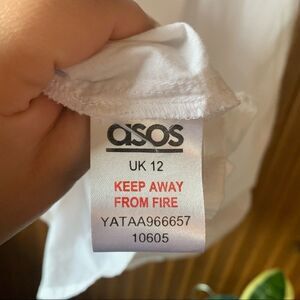 asos
UK 12
KEEP AWAY
FROM FIRE
YATAA966657
10605